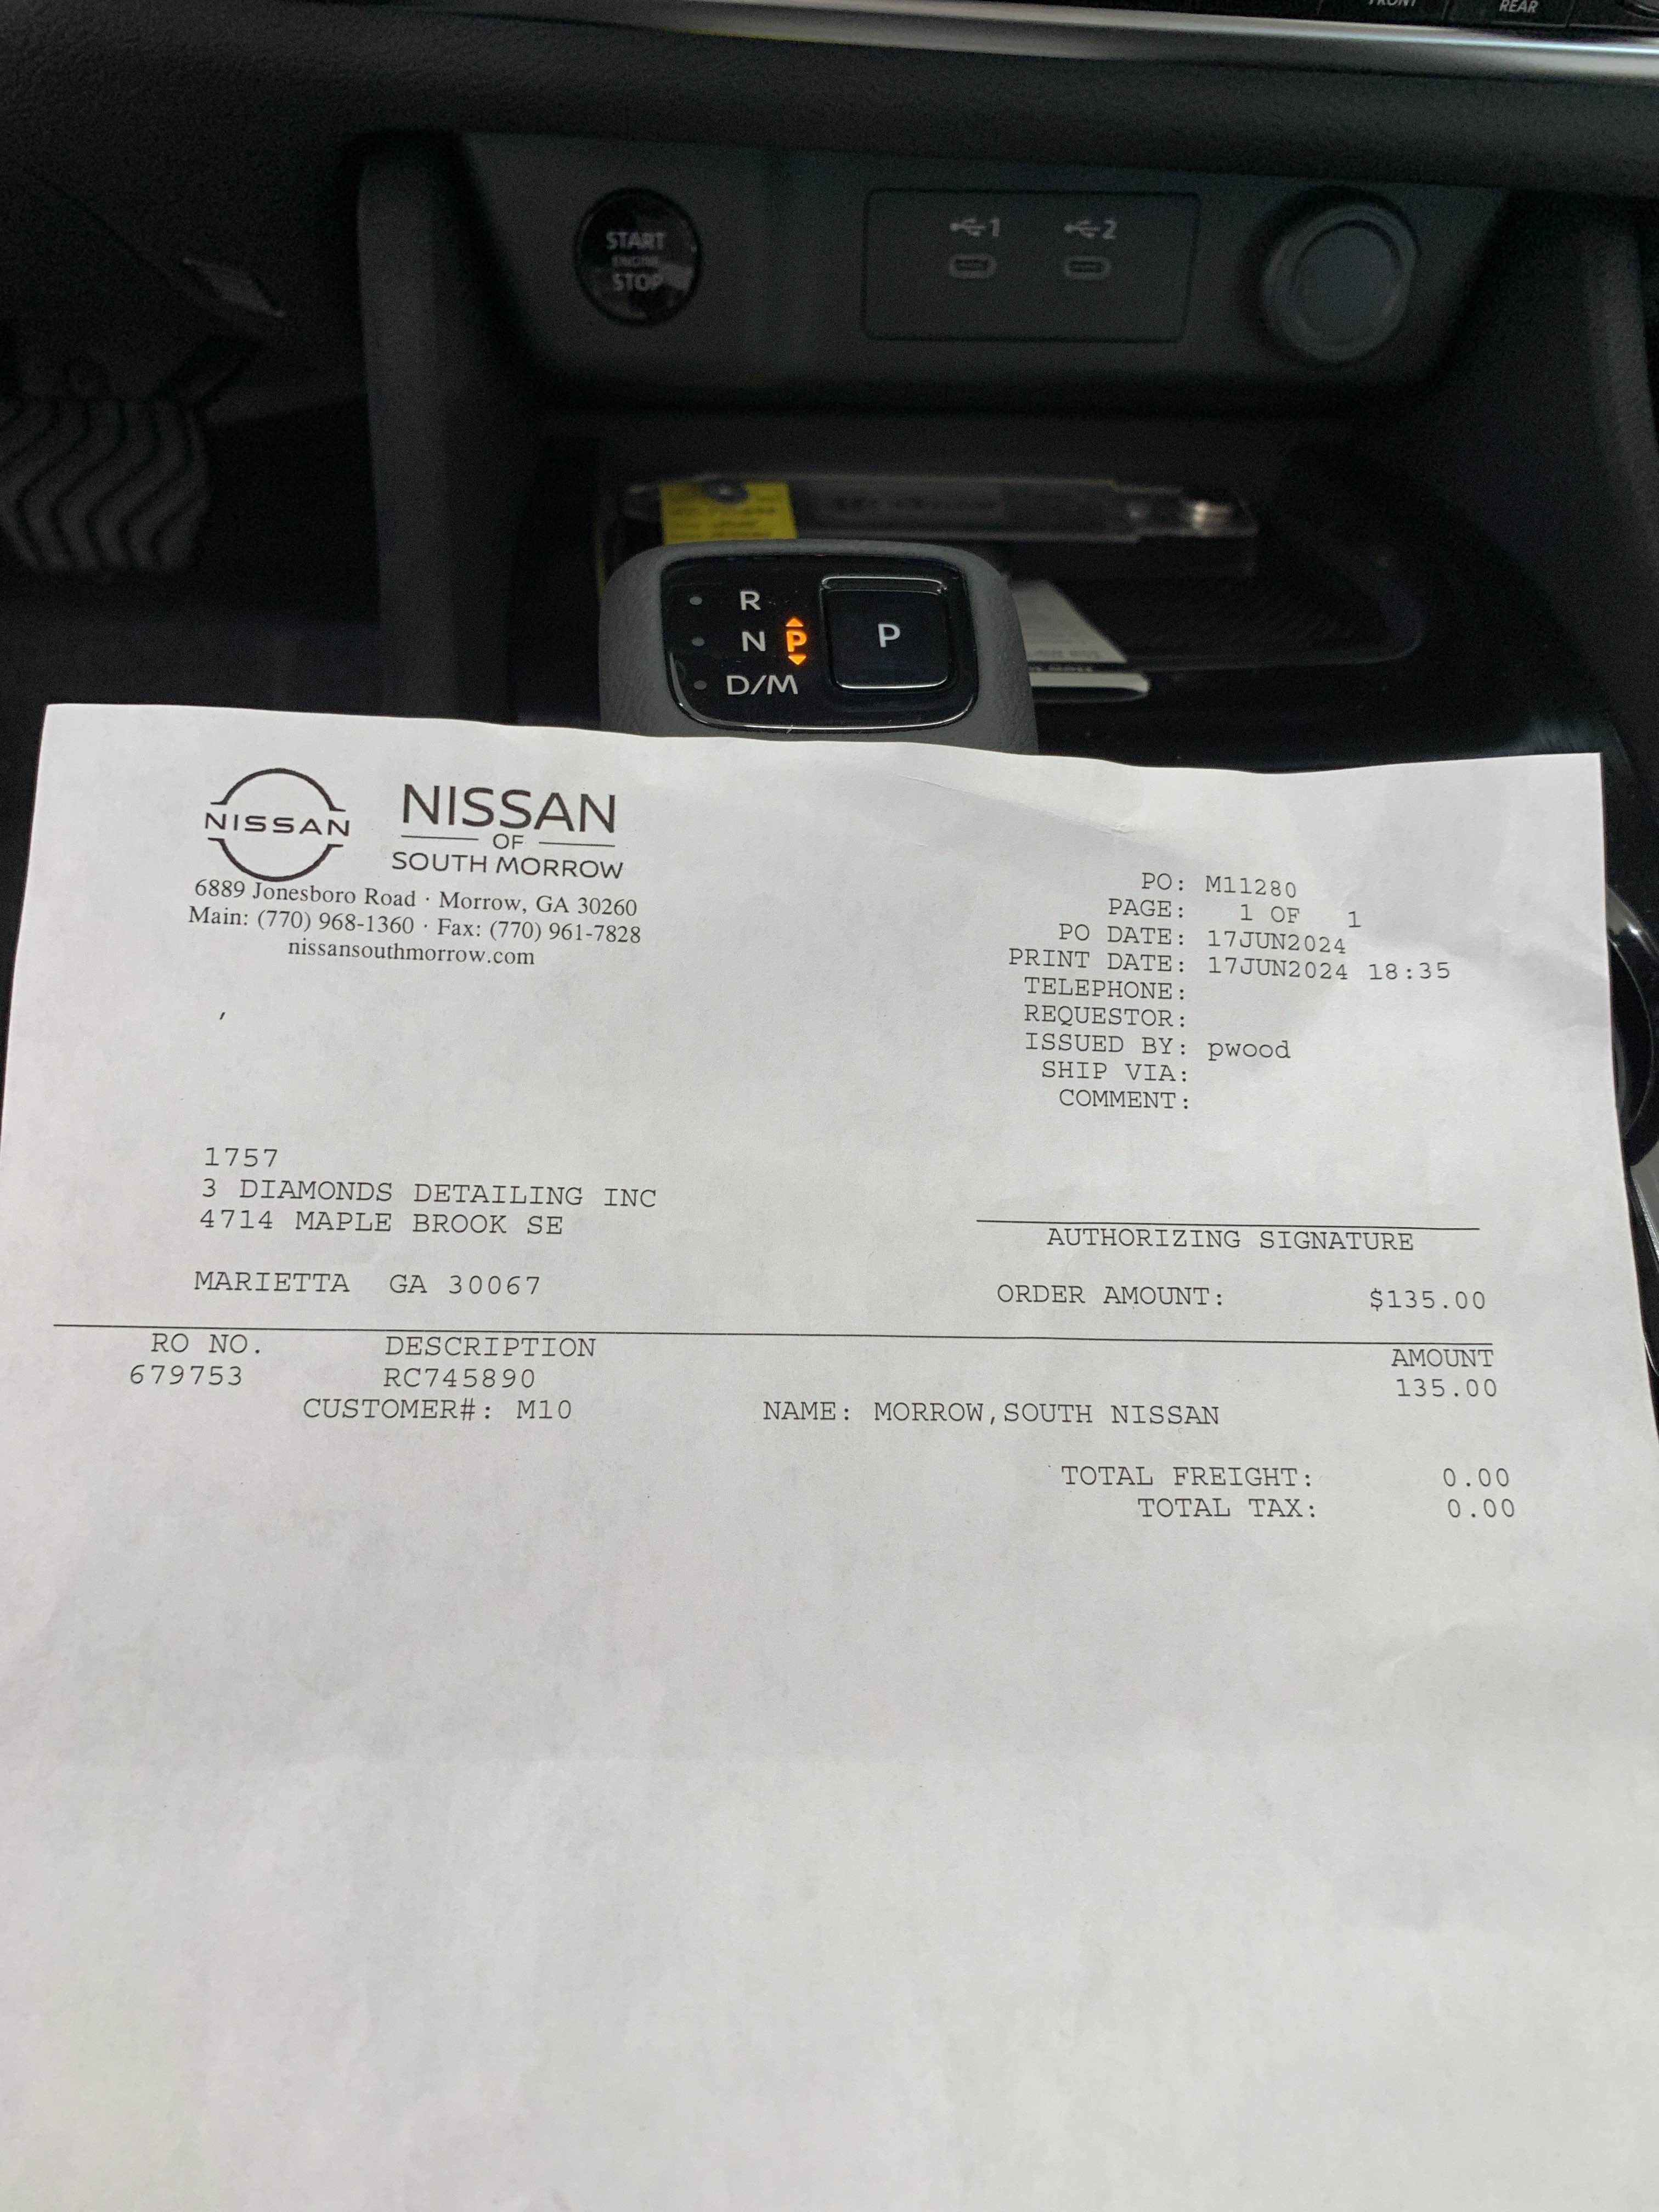 FRONT
REAR
START
ENGINE
STOP
1
2
R
N P
D/M
P
NISSAN
NISSAN
OF
SOUTH MORROW
6889 Jonesboro Road · Morrow, GA 30260
Main: (770) 968-1360 · Fax: (770) 961-7828
nissansouthmorrow.com
,
PO: M11280
PAGE: 1 OF 1
PO DATE: 17JUN2024
PRINT DATE: 17JUN2024 18:35
TELEPHONE:
REQUESTOR:
ISSUED BY: pwood
SHIP VIA:
COMMENT:
1757
3 DIAMONDS DETAILING INC
4714 MAPLE BROOK SE
MARIETTA GA 30067
AUTHORIZING SIGNATURE
ORDER AMOUNT: $135.00
RO NO. DESCRIPTION AMOUNT
679753 RC745890 135.00
CUSTOMER#: M10 NAME: MORROW,SOUTH NISSAN
TOTAL FREIGHT: 0.00
TOTAL TAX: 0.00